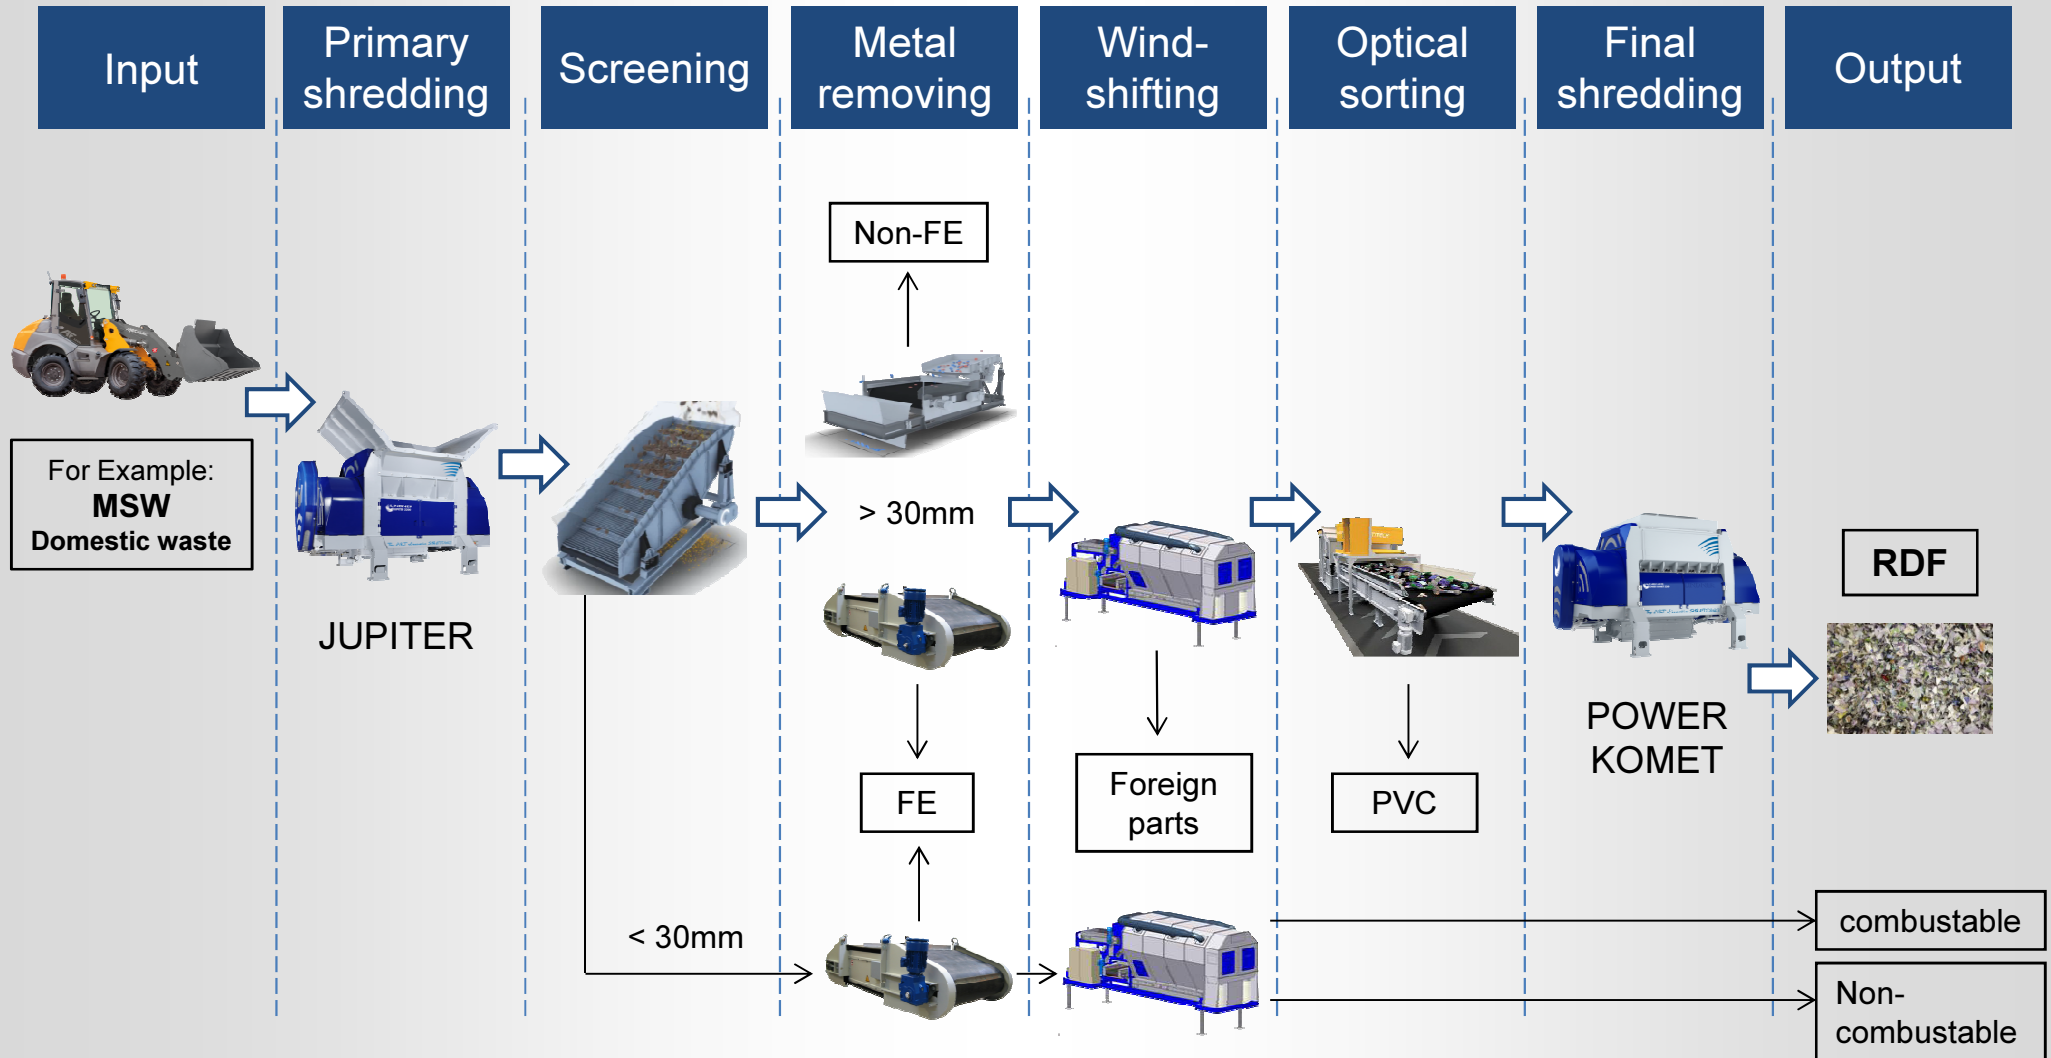 Input
Primary
shredding
Screening
Metal
removing
Wind-
shifting
Optical
sorting
Final
shredding
Output
Non-FE
For Example:
MSW
Domestic waste
> 30mm
RDF
JUPITER
POWER
KOMET
FE
Foreign
parts
PVC
< 30mm
combustable
Non-
combustable